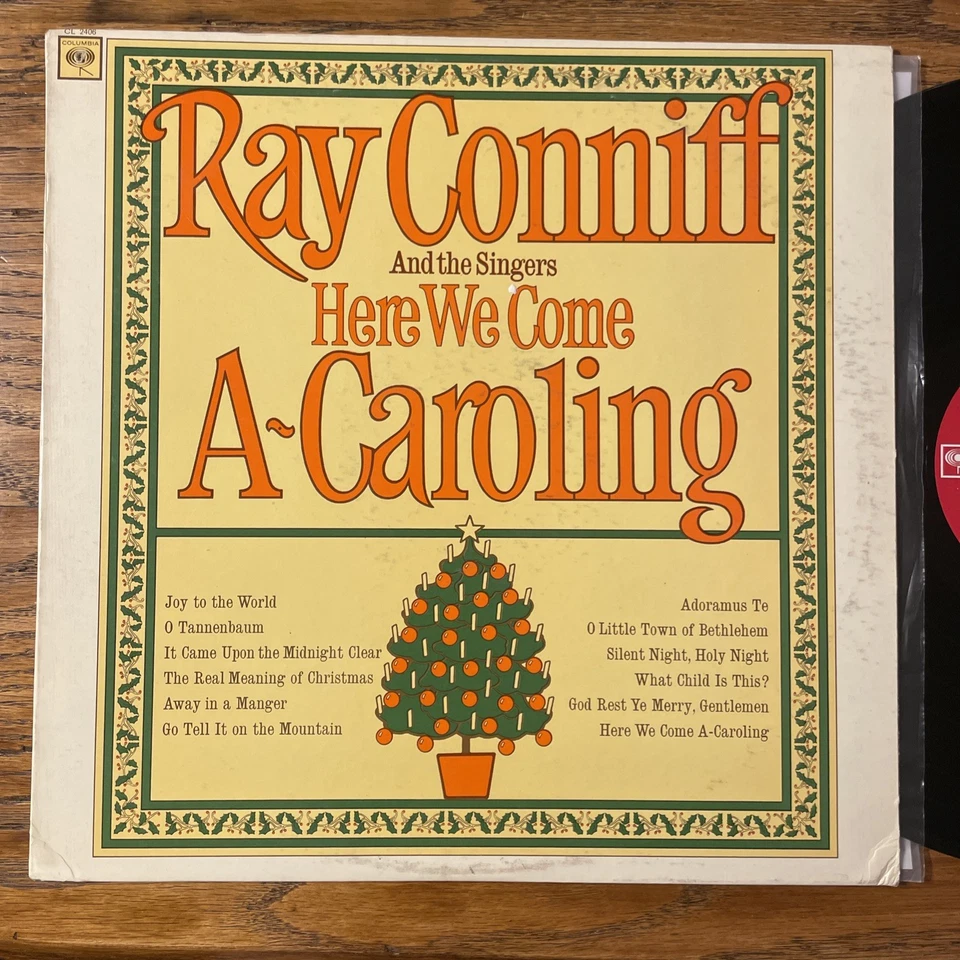 CL 2406
COLUMBIA
Ray Conniff
And the Singers
Here We Come
A-Caroling
Joy to the World
O Tannenbaum
It Came Upon the Midnight Clear
The Real Meaning of Christmas
Away in a Manger
Go Tell It on the Mountain
Adoramus Te
O Little Town of Bethlehem
Silent Night, Holy Night
What Child Is This?
God Rest Ye Merry, Gentlemen
Here We Come A-Caroling